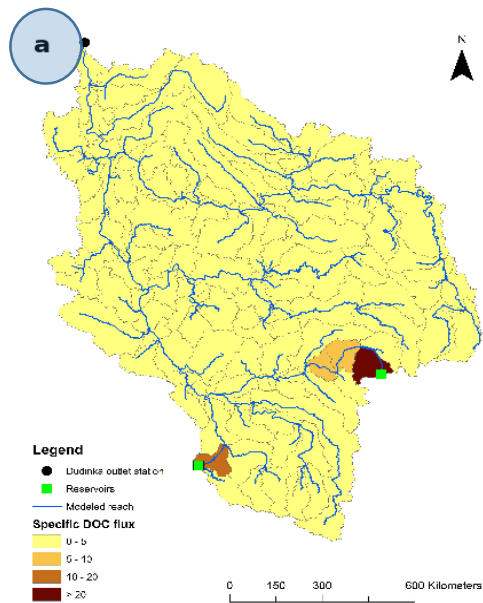 a
N
Legend
Dudinka outlet station
Reservoirs
Modeled reach
Specific DOC flux
0 - 5
5 - 10
10 - 20
> 20
0 150 300 600 Kilometers